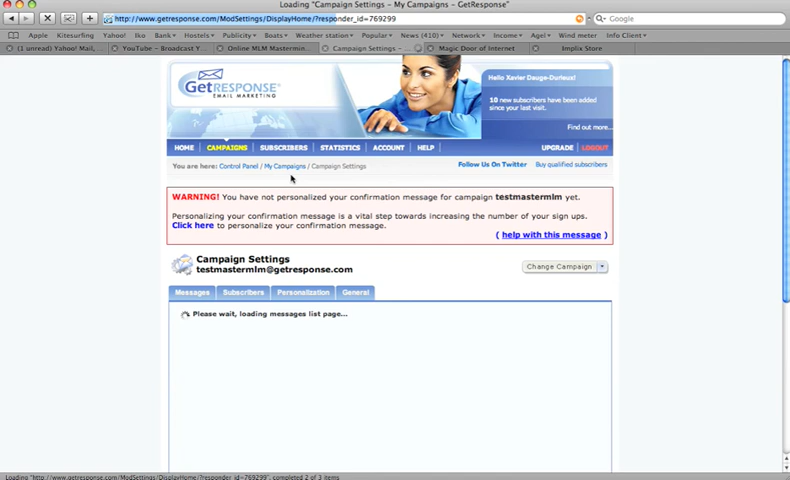 Loading "Campaign Settings – My Campaigns – GetResponse"
http://www.getresponse.com/ModSettings/DisplayHome/?responder_id=769299
Google
Apple Kitesurfing Yahoo! Iko Bank Hostels Publicity Boats Weather station Popular News (410) Network Income Agel Wind meter Info Client
(1 unread) Yahoo! Mail, ... YouTube – Broadcast Y... Online MLM Mastermin... Campaign Settings – ... Magic Door of Internet Implix Store
GetRESPONSE
EMAIL MARKETING
Hello Xavier Dauge-Durieux!
10 new subscribers have been added
since your last visit.
Find out more...
HOME CAMPAIGNS SUBSCRIBERS STATISTICS ACCOUNT HELP UPGRADE LOGOUT
You are here: Control Panel / My Campaigns / Campaign Settings Follow Us On Twitter Buy qualified subscribers
WARNING! You have not personalized your confirmation message for campaign testmastermlm yet.
Personalizing your confirmation message is a vital step towards increasing the number of your sign ups.
Click here to personalize your confirmation message.
( help with this message )
Campaign Settings
testmastermlm@getresponse.com
Change Campaign
Messages Subscribers Personalization General
Please wait, loading messages list page...
Loading "http://www.getresponse.com/ModSettings/DisplayHome/?responder_id=769299", completed 2 of 3 items